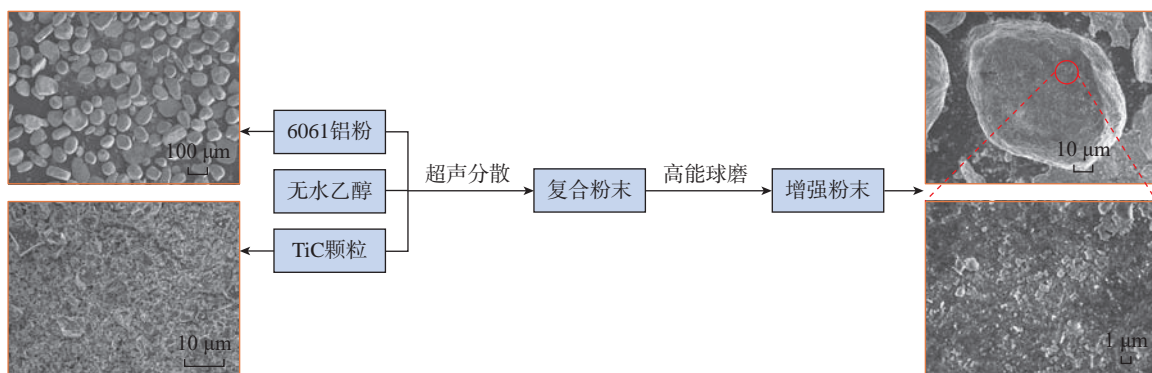 100 μm
6061铝粉
无水乙醇
TiC颗粒
10 μm
超声分散
复合粉末
高能球磨
增强粉末
10 μm
1 μm